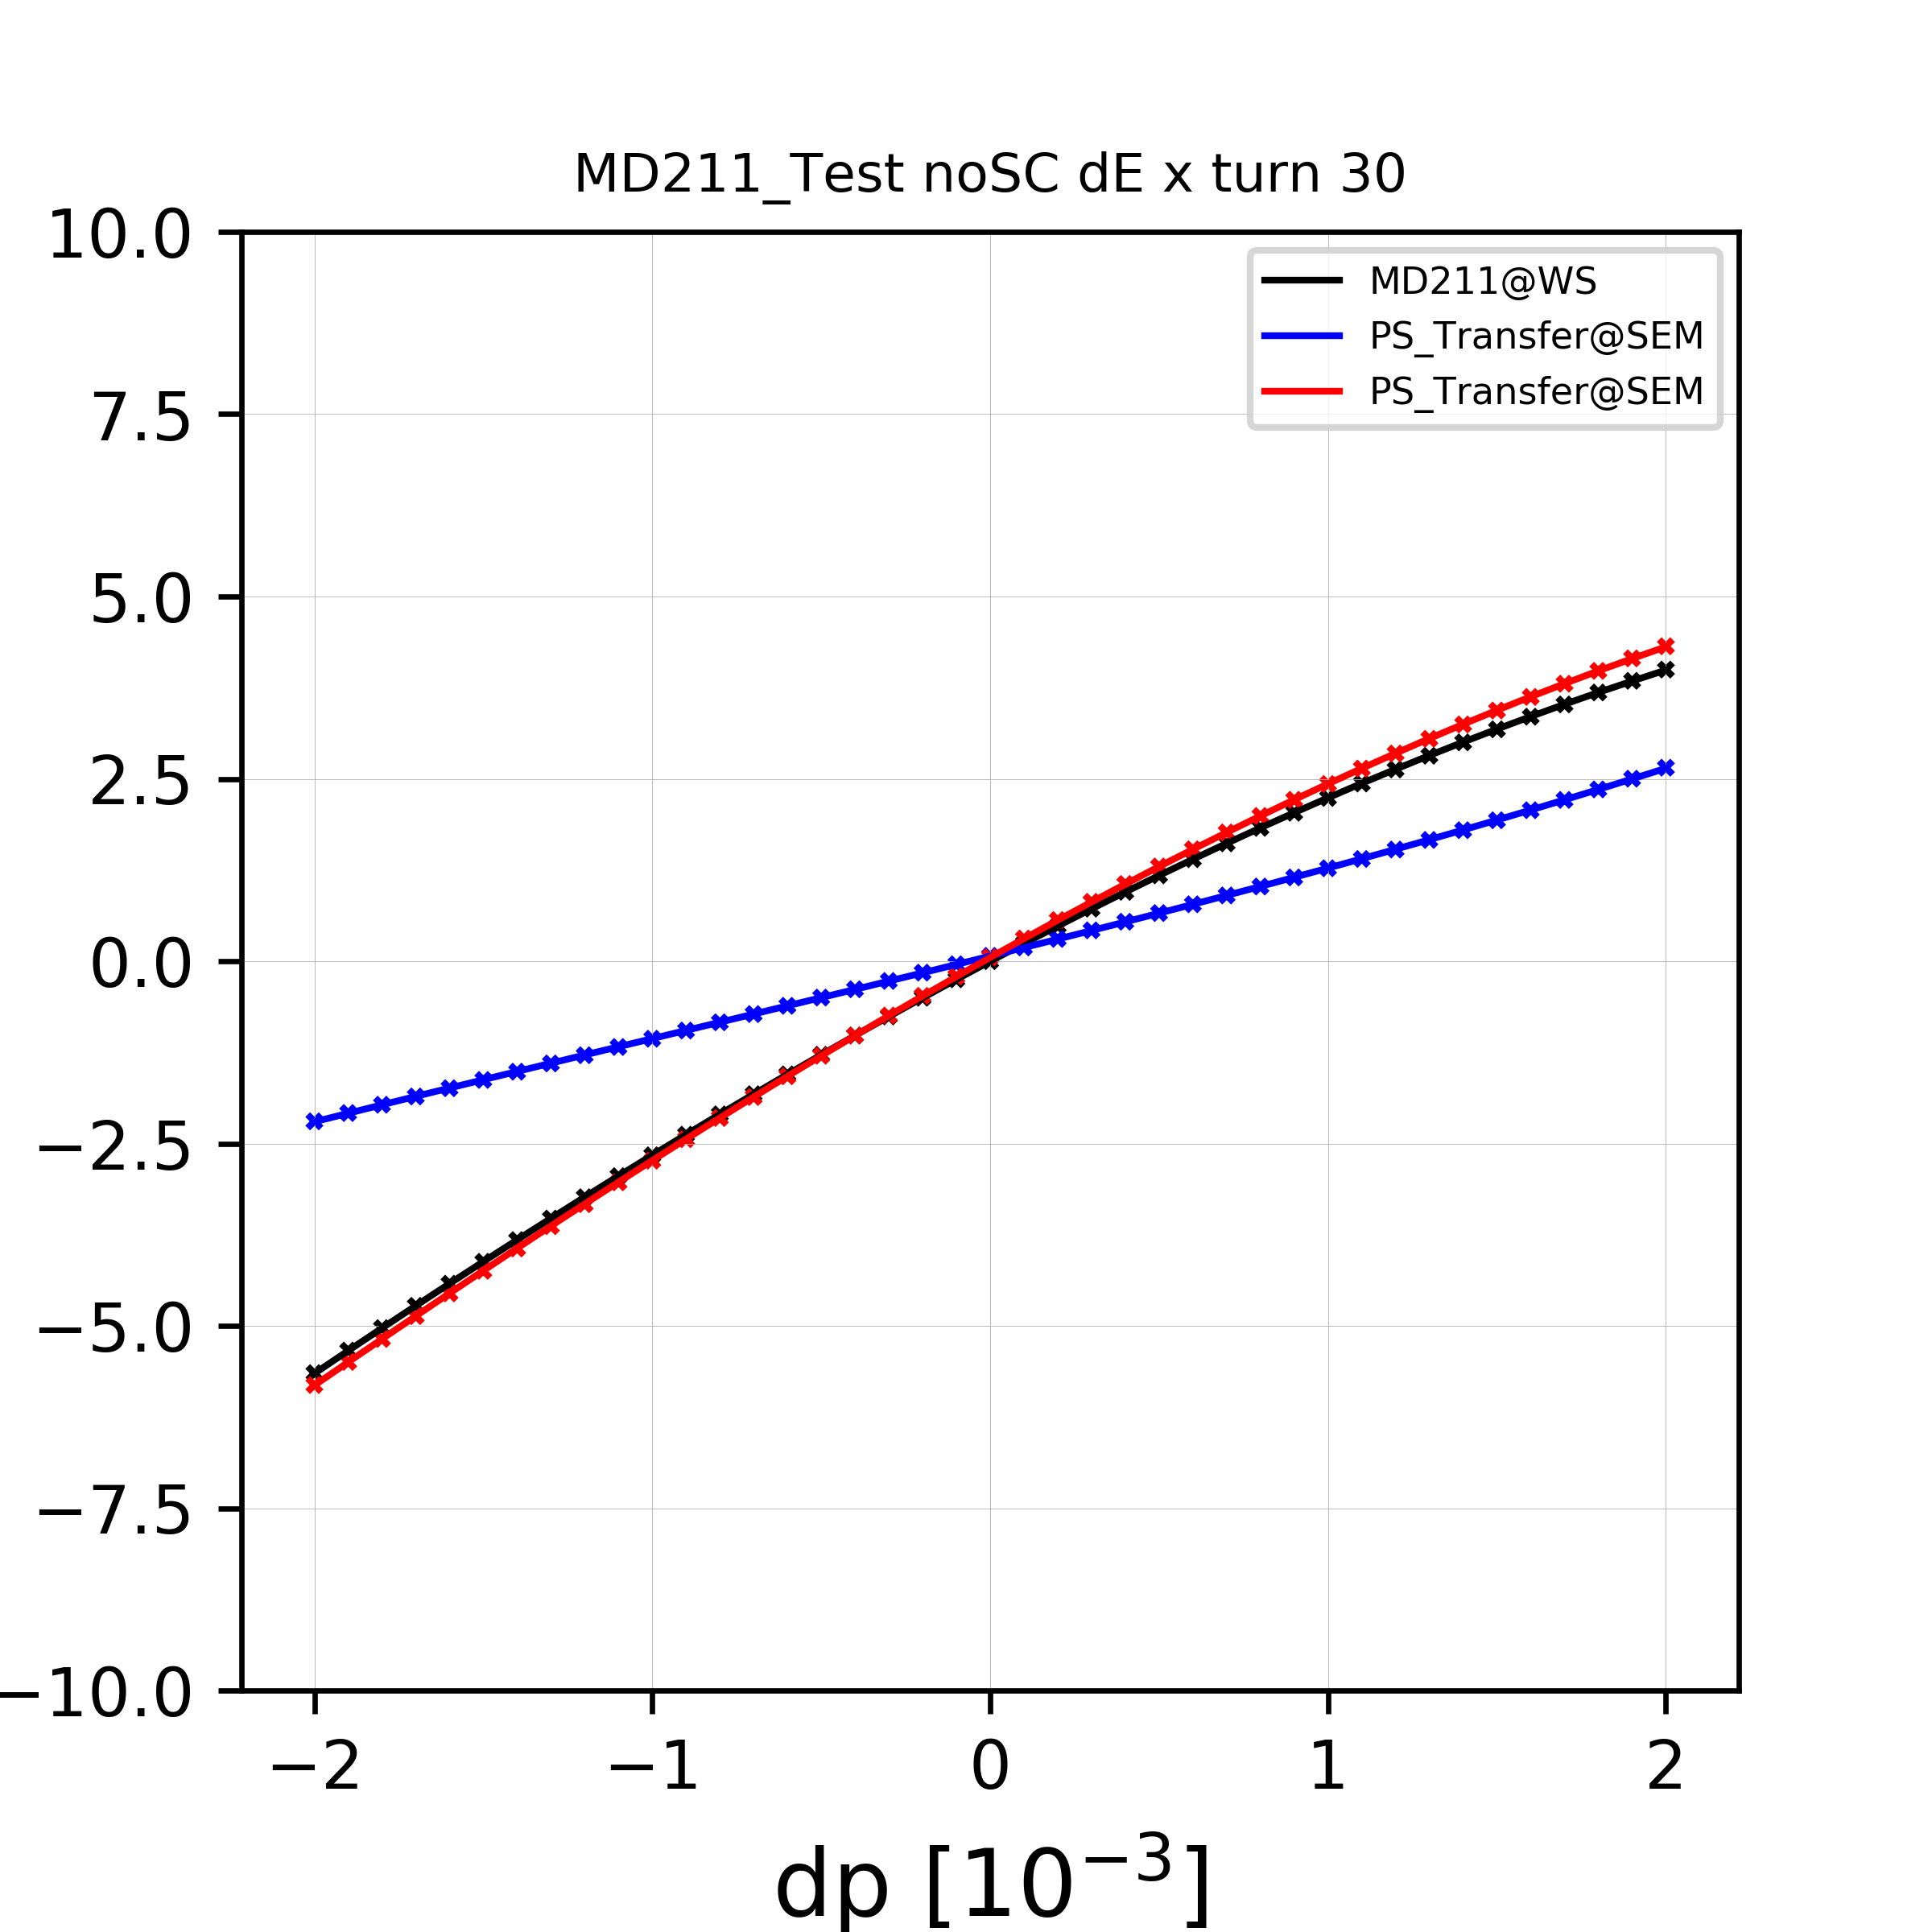 MD211_Test noSC dE x turn 30
10.0
7.5
5.0
2.5
0.0
−2.5
−5.0
−7.5
−10.0
MD211@WS
PS_Transfer@SEM
PS_Transfer@SEM
−2 −1 0 1 2
dp [10⁻³]